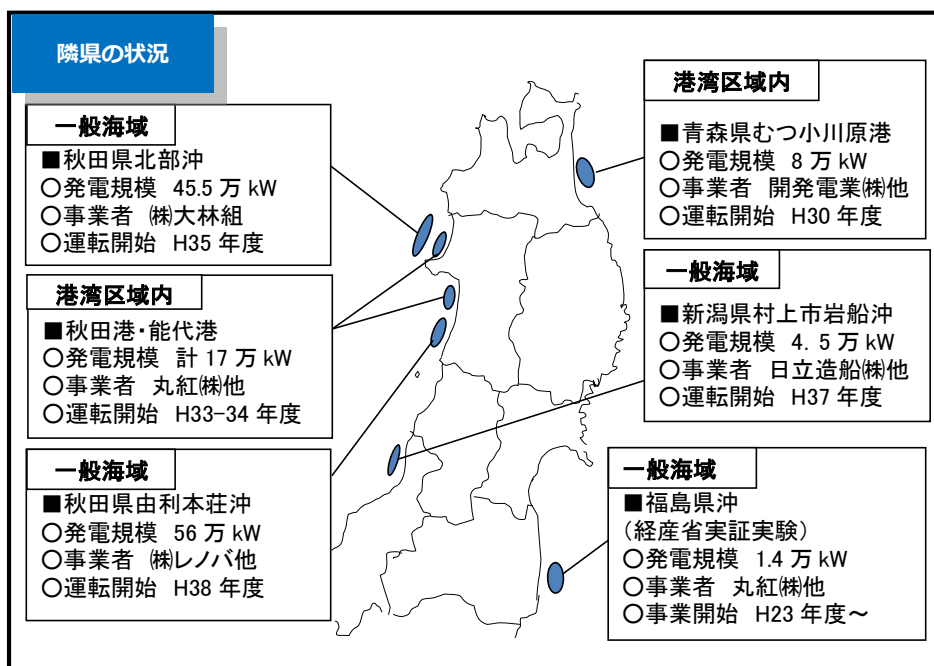 隣県の状況
一般海域
■秋田県北部沖
○発電規模 45.5 万 kW
○事業者 ㈱大林組
○運転開始 H35 年度
港湾区域内
■秋田港・能代港
○発電規模 計 17 万 kW
○事業者 丸紅㈱他
○運転開始 H33-34 年度
一般海域
■秋田県由利本荘沖
○発電規模 56 万 kW
○事業者 ㈱レノバ他
○運転開始 H38 年度
港湾区域内
■青森県むつ小川原港
○発電規模 8 万 kW
○事業者 開発電業㈱他
○運転開始 H30 年度
一般海域
■新潟県村上市岩船沖
○発電規模 4. 5 万 kW
○事業者 日立造船㈱他
○運転開始 H37 年度
一般海域
■福島県沖
(経産省実証実験)
○発電規模 1.4 万 kW
○事業者 丸紅㈱他
○事業開始 H23 年度～